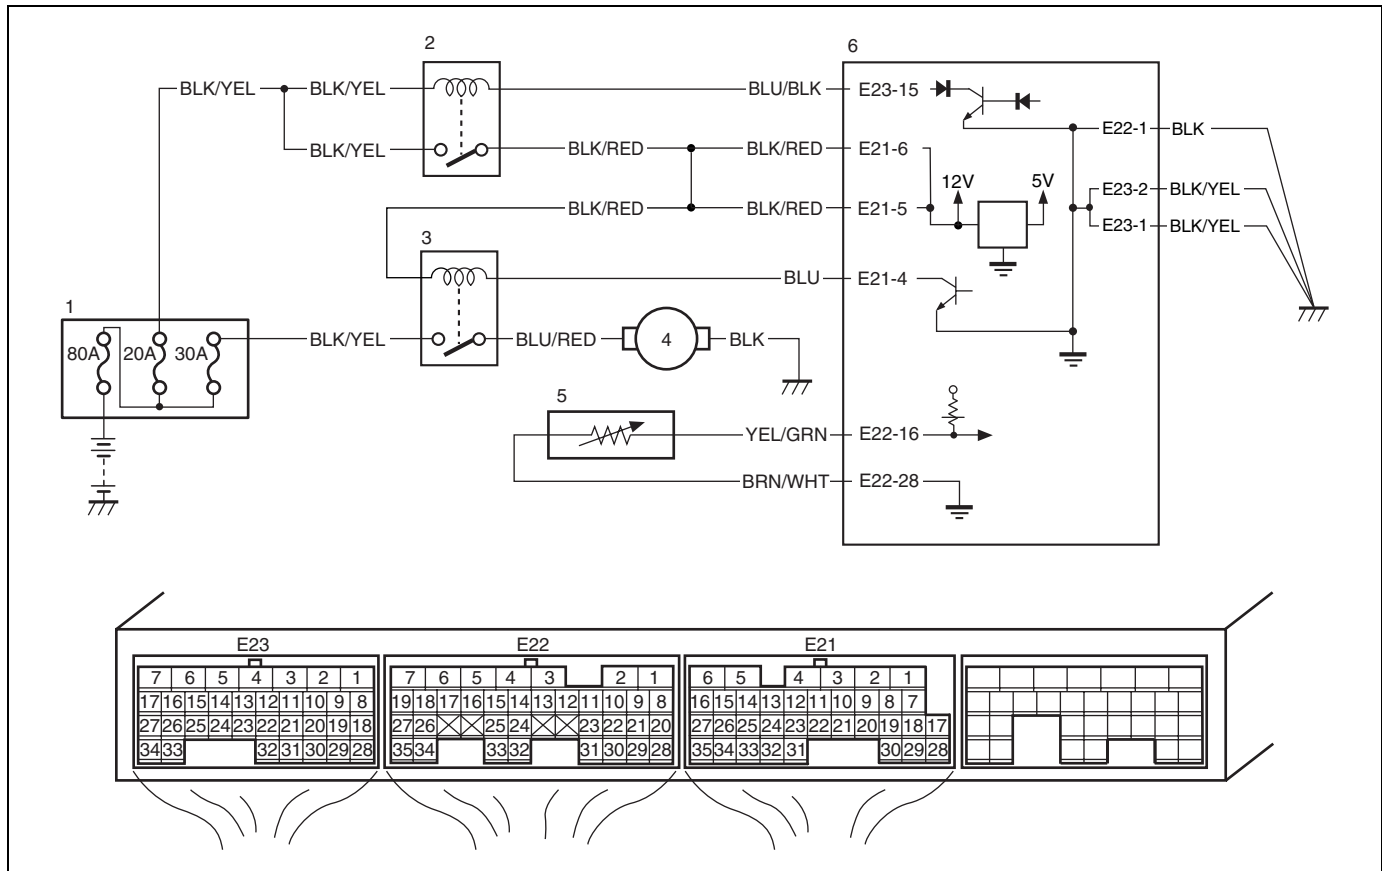 2
6
BLK/YEL BLK/YEL BLU/BLK E23-15
E22-1 BLK
BLK/YEL BLK/RED BLK/RED E21-6
12V 5V
E23-2 BLK/YEL
BLK/RED BLK/RED E21-5
E23-1 BLK/YEL
3
BLU E21-4
1
80A 20A 30A BLK/YEL BLU/RED 4 BLK
5
YEL/GRN E22-16
BRN/WHT E22-28
E23 E22 E21
7 6 5 4 3 2 1
17 16 15 14 13 12 11 10 9 8
27 26 25 24 23 22 21 20 19 18
34 33 32 31 30 29 28
7 6 5 4 3 2 1
19 18 17 16 15 14 13 12 11 10 9 8
27 26 25 24 23 22 21 20
35 34 33 32 31 30 29 28
6 5 4 3 2 1
16 15 14 13 12 11 10 9 8 7
27 26 25 24 23 22 21 20 19 18 17
35 34 33 32 31 30 29 28